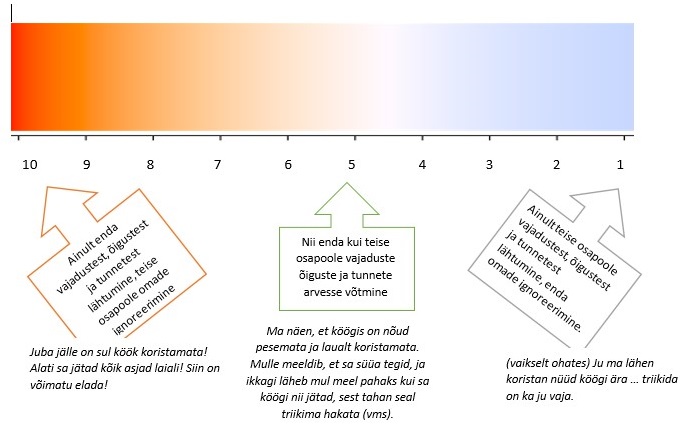 10 9 8 7 6 5 4 3 2 1
Ainult enda
vajadustest, õigustest
ja tunnetest
lähtumine, teise
osapoole omade
ignoreerimine
Nii enda kui teise
osapoole vajaduste
õiguste ja tunnete
arvesse võtmine
Ainult teise osapoole
vajadustest, õigustest
ja tunnetest
lähtumine, enda
omade ignoreerimine.
Juba jälle on sul köök koristamata!
Alati sa jätad kõik asjad laiali! Siin on
võimatu elada!
Ma näen, et köögis on nõud
pesemata ja laualt koristamata.
Mulle meeldib, et sa süüa tegid, ja
ikkagi läheb mul meel pahaks kui sa
köögi nii jätad, sest tahan seal
triikima hakata (vms).
(vaikselt ohates) Ju ma lähen
koristan nüüd köögi ära ... triikida
on ka ju vaja.